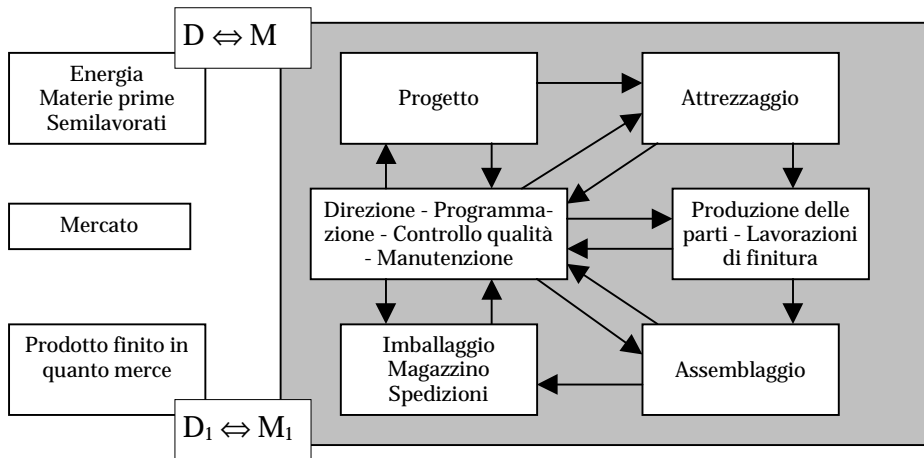 D ⇔ M
Energia
Materie prime
Semilavorati
Progetto
Attrezzaggio
Mercato
Direzione - Programma-
zione - Controllo qualità
- Manutenzione
Produzione delle
parti - Lavorazioni
di finitura
Prodotto finito in
quanto merce
Imballaggio
Magazzino
Spedizioni
Assemblaggio
D₁ ⇔ M₁